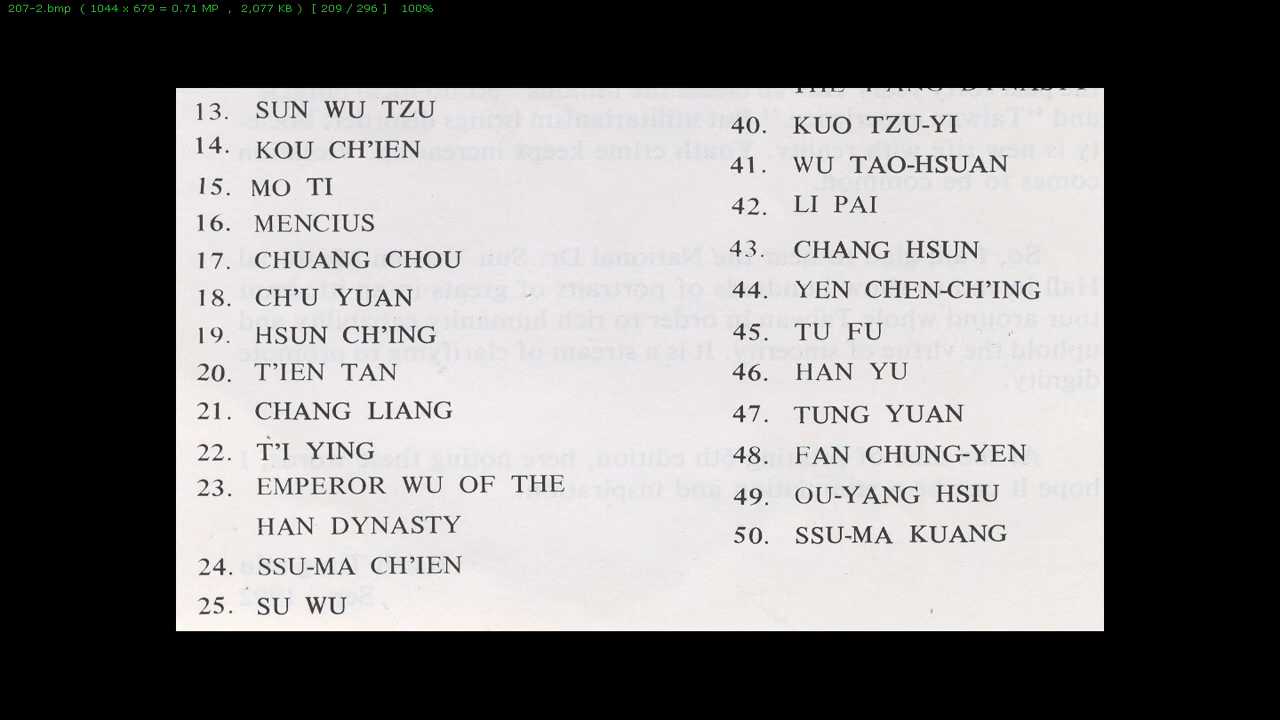 207-2.bmp ( 1044 x 679 = 0.71 MP , 2,077 KB ) [ 209 / 296 ] 100%
13. SUN WU TZU
14. KOU CH'IEN
15. MO TI
16. MENCIUS
17. CHUANG CHOU
18. CH'U YUAN
19. HSUN CH'ING
20. T'IEN TAN
21. CHANG LIANG
22. T'I YING
23. EMPEROR WU OF THE
HAN DYNASTY
24. SSU-MA CH'IEN
25. SU WU
THE T'ANG DYNASTY
40. KUO TZU-YI
41. WU TAO-HSUAN
42. LI PAI
43. CHANG HSUN
44. YEN CHEN-CH'ING
45. TU FU
46. HAN YU
47. TUNG YUAN
48. FAN CHUNG-YEN
49. OU-YANG HSIU
50. SSU-MA KUANG